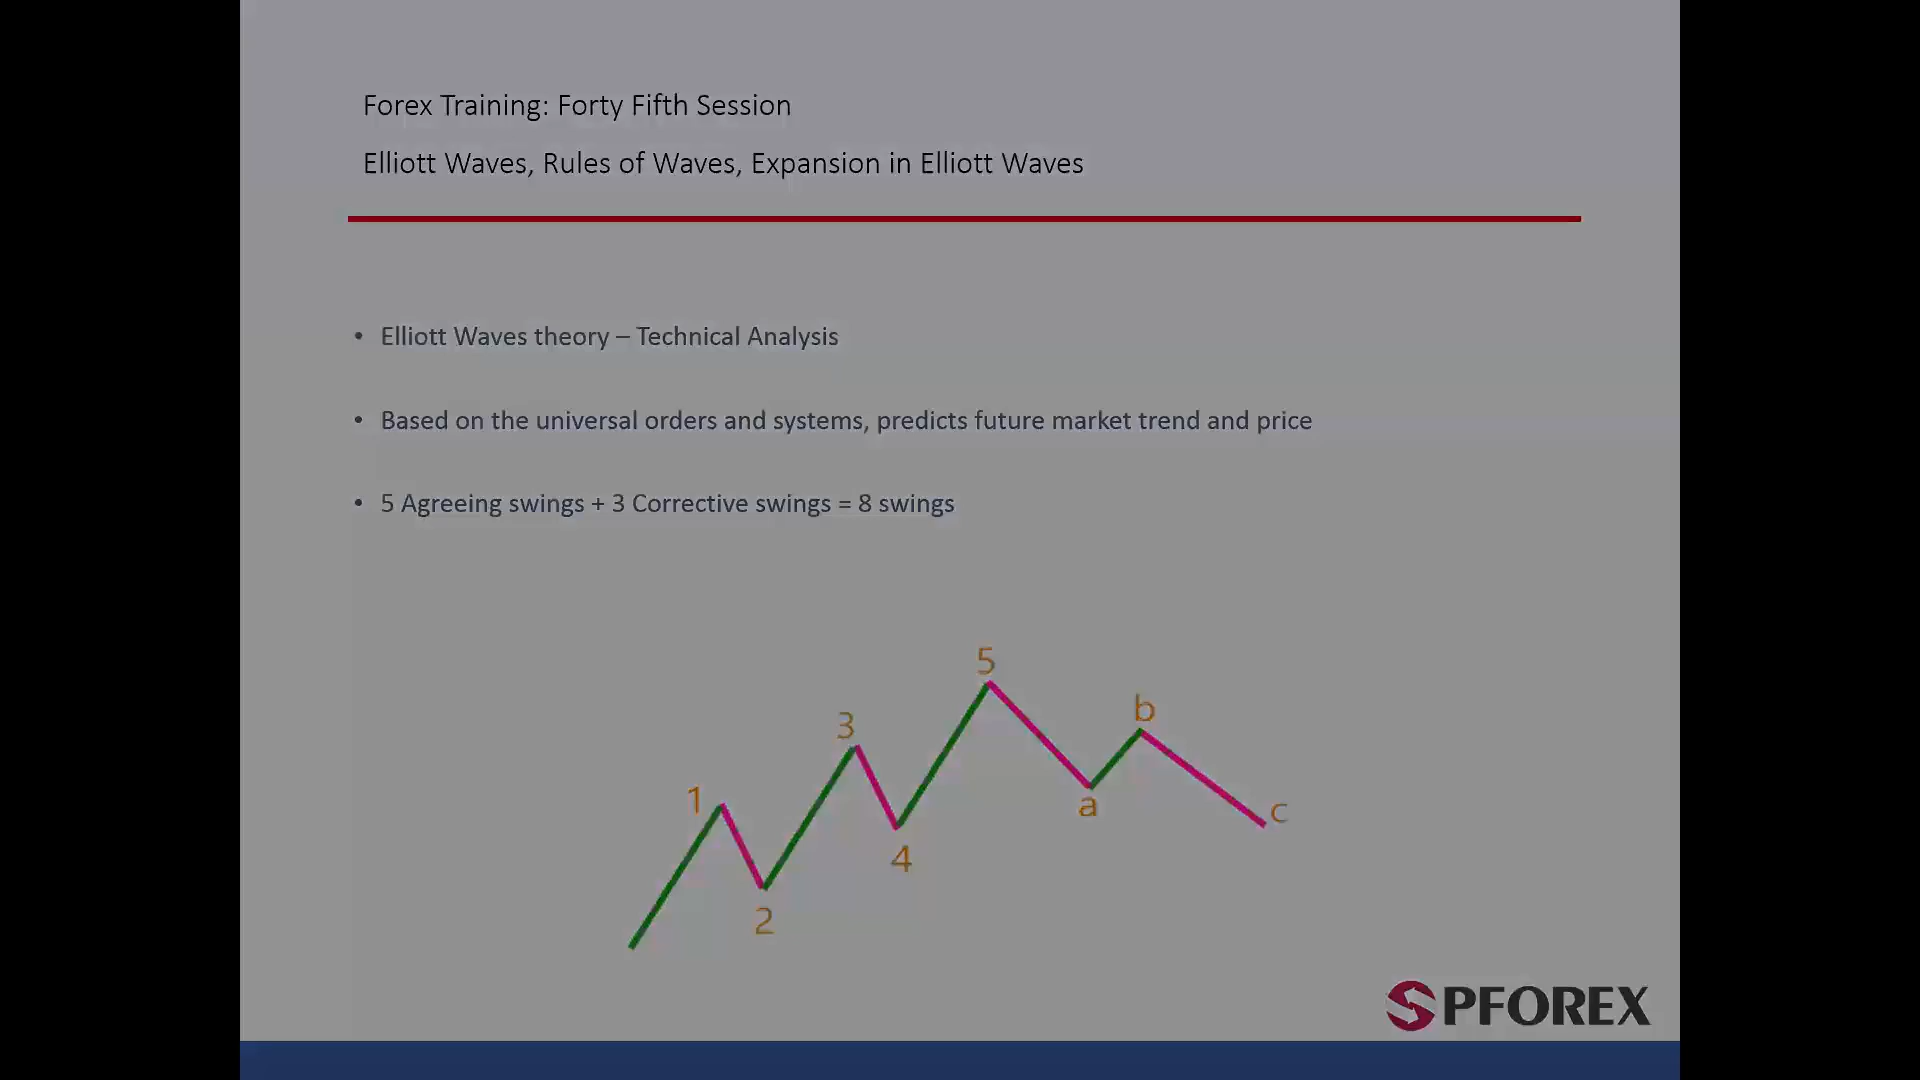 Forex Training: Forty Fifth Session
Elliott Waves, Rules of Waves, Expansion in Elliott Waves
• Elliott Waves theory – Technical Analysis
• Based on the universal orders and systems, predicts future market trend and price
• 5 Agreeing swings + 3 Corrective swings = 8 swings
5
b
3
1
a
c
4
2
SPFOREX